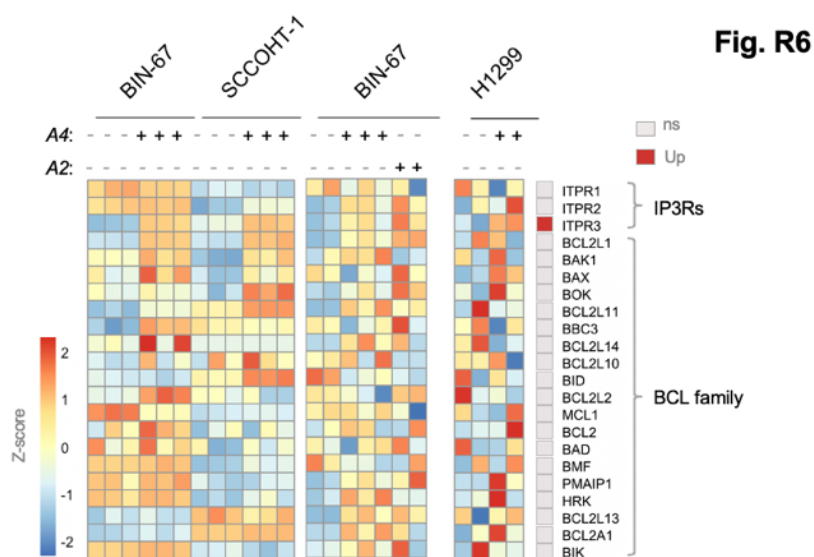 Fig. R6
BIN-67 SCCOHT-1 BIN-67 H1299
A4: - - - + + + - - - + + + - - + + + - - - - + +
A2: - - - - - - - - - - - - - - - - - + + - - - -
ns
Up
ITPR1
ITPR2
ITPR3
IP3Rs
BCL2L1
BAK1
BAX
BOK
BCL2L11
BBC3
BCL2L14
BCL2L10
BID
BCL2L2
MCL1
BCL2
BAD
BMF
PMAIP1
HRK
BCL2L13
BCL2A1
BIK
BCL family
Z-score
2
1
0
-1
-2